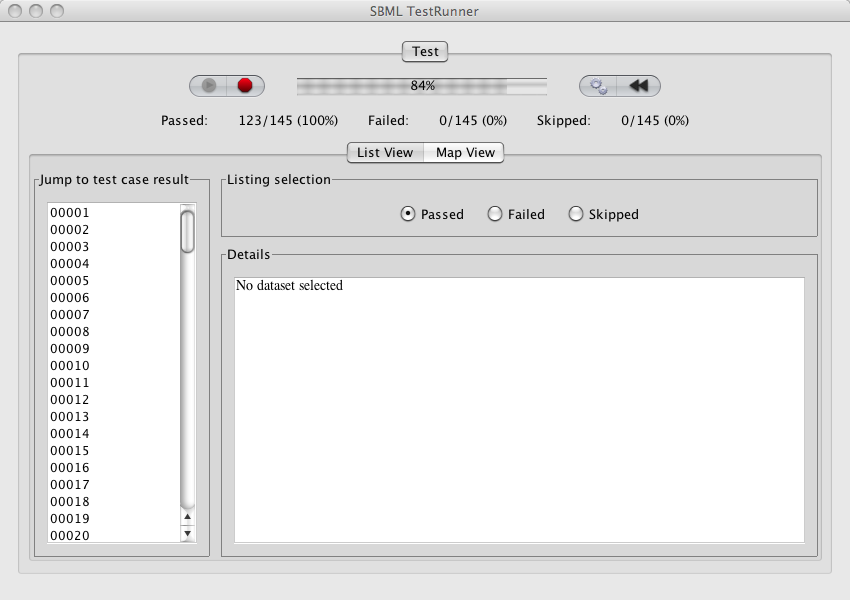 SBML TestRunner
Test
84%
Passed: 123/145 (100%) Failed: 0/145 (0%) Skipped: 0/145 (0%)
List View Map View
Jump to test case result
00001
00002
00003
00004
00005
00006
00007
00008
00009
00010
00011
00012
00013
00014
00015
00016
00017
00018
00019
00020
Listing selection
Passed Failed Skipped
Details
No dataset selected